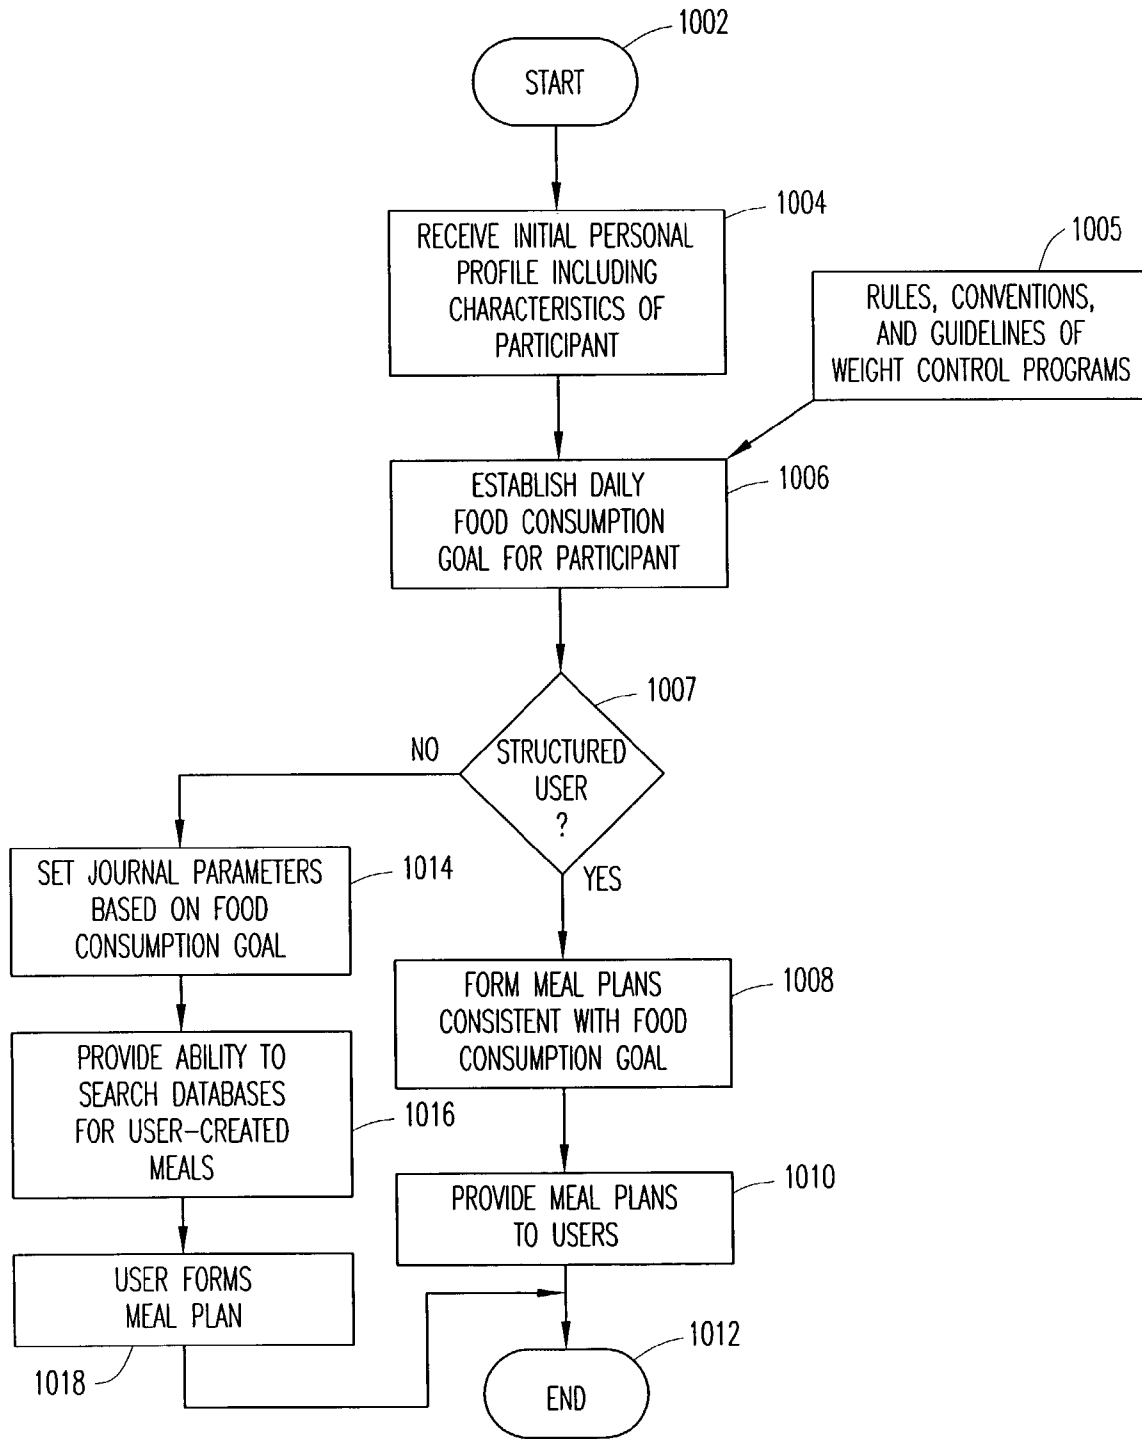 1002
START
1004
RECEIVE INITIAL PERSONAL
PROFILE INCLUDING
CHARACTERISTICS OF
PARTICIPANT
1005
RULES, CONVENTIONS,
AND GUIDELINES OF
WEIGHT CONTROL PROGRAMS
1006
ESTABLISH DAILY
FOOD CONSUMPTION
GOAL FOR PARTICIPANT
1007
STRUCTURED
USER
?
NO
YES
1014
SET JOURNAL PARAMETERS
BASED ON FOOD
CONSUMPTION GOAL
1016
PROVIDE ABILITY TO
SEARCH DATABASES
FOR USER-CREATED
MEALS
USER FORMS
MEAL PLAN
1018
1008
FORM MEAL PLANS
CONSISTENT WITH FOOD
CONSUMPTION GOAL
1010
PROVIDE MEAL PLANS
TO USERS
1012
END